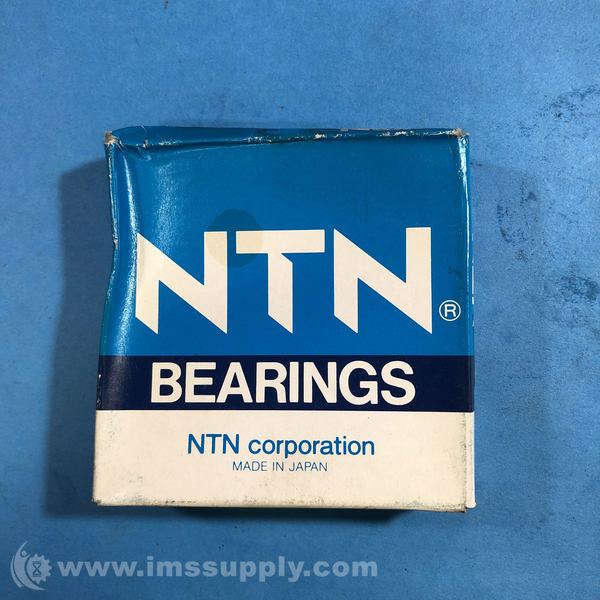 NTN®
BEARINGS
NTN corporation
MADE IN JAPAN
www.imssupply.com